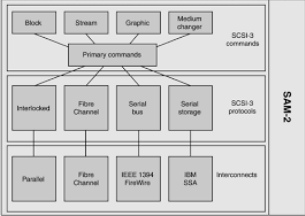 Block
Stream
Graphic
Medium
changer
SCSI-3
commands
Primary commands
Interlocked
Fibre
Channel
Serial
bus
Serial
storage
SCSI-3
protocols
Parallel
Fibre
Channel
IEEE 1394
FireWire
IBM
SSA
Interconnects
SAM-2